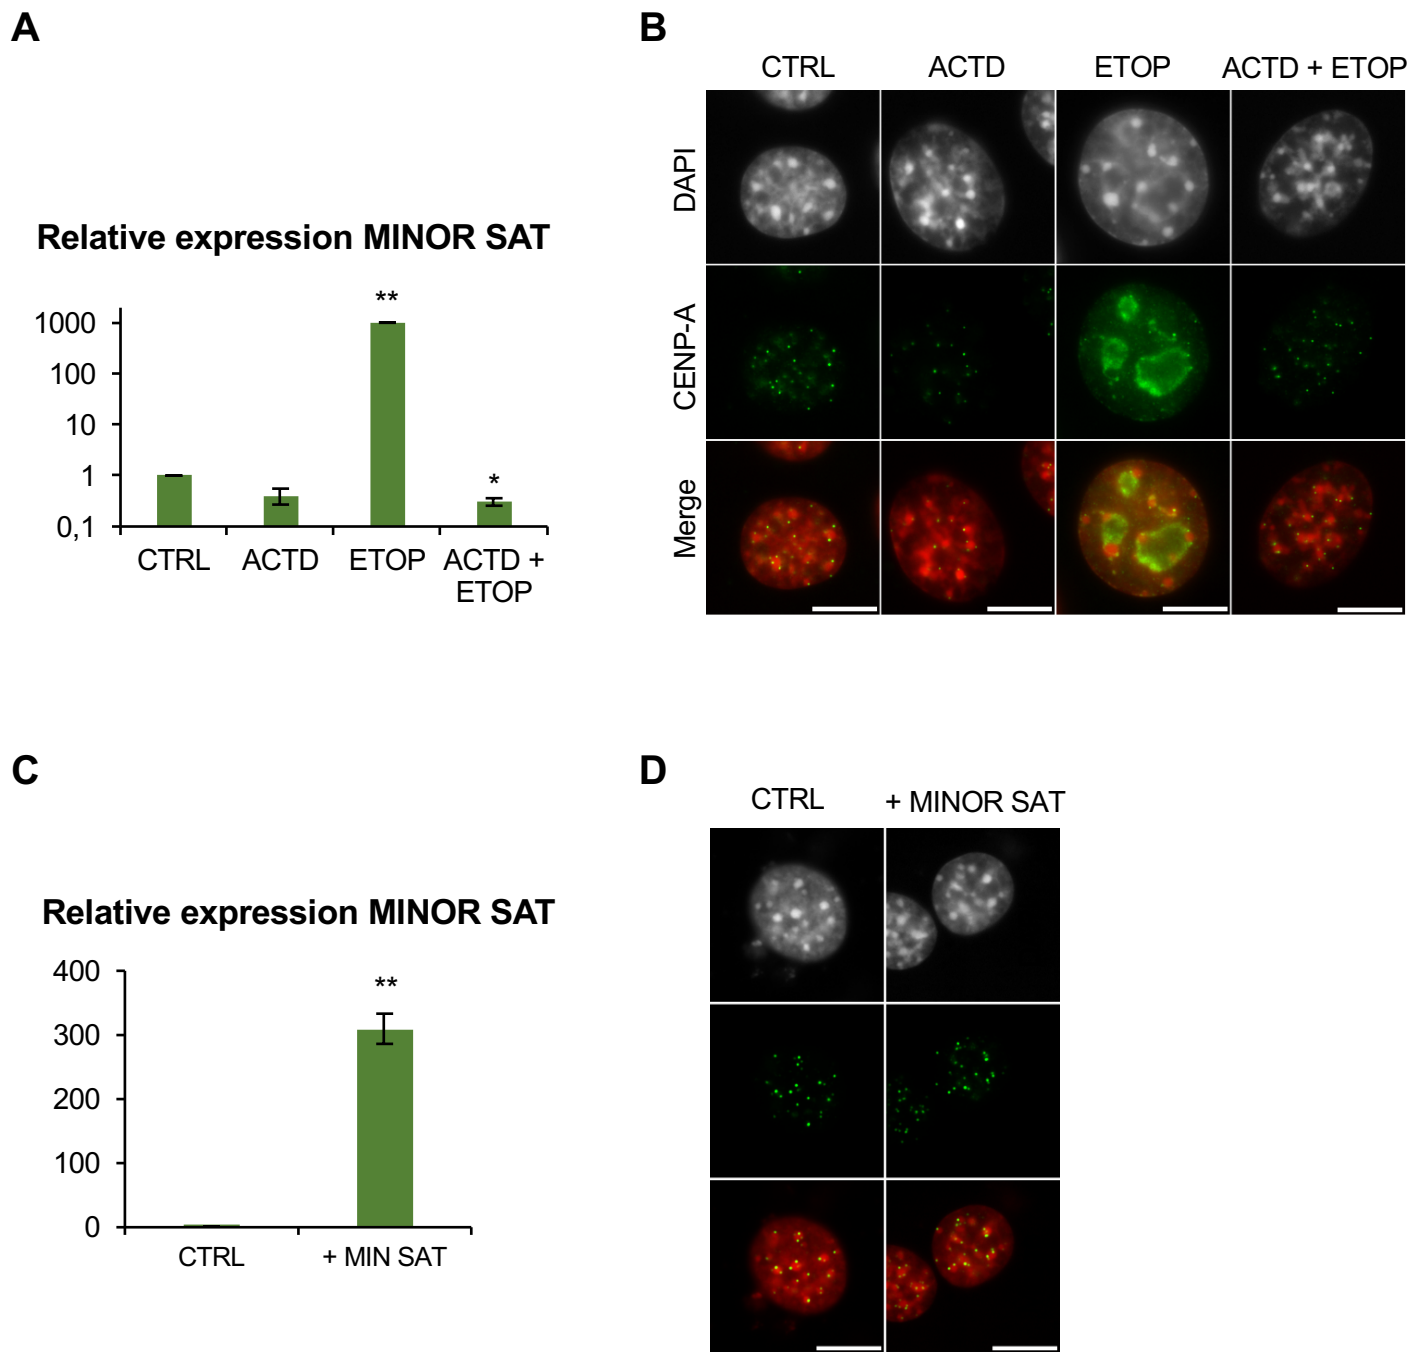 A
Relative expression MINOR SAT
**
1000
100
10
1
*
0,1
CTRL
ACTD
ETOP
ACTD +
ETOP
B
CTRL
ACTD
ETOP
ACTD + ETOP
DAPI
CENP-A
Merge
C
Relative expression MINOR SAT
400
**
300
200
100
0
CTRL
+ MIN SAT
D
CTRL
+ MINOR SAT